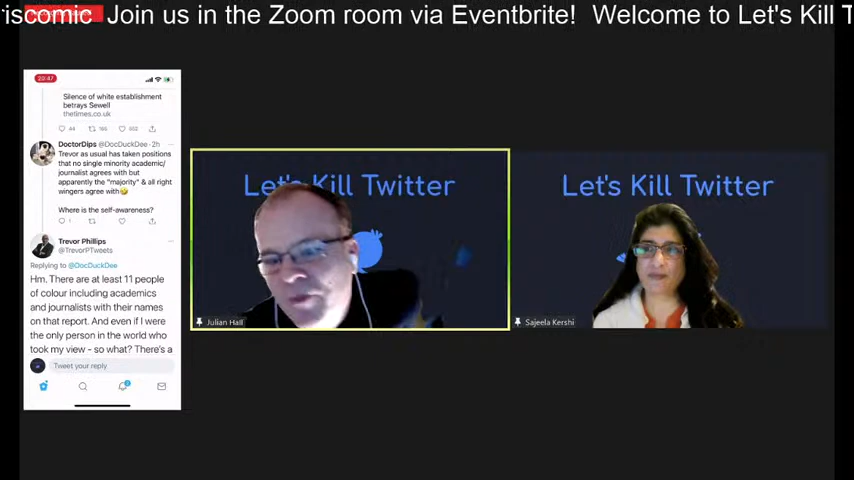 iscomic Join us in the Zoom room via Eventbrite! Welcome to Let's Kill T
22:47
Silence of white establishment
betrays Sewell
thetimes.co.uk
44
DoctorDips @DocDuckDee · 2h
Trevor as usual has taken positions
that no single minority academic/
journalist agrees with but
apparently the "majority" & all right
wingers agree with🤣
Where is the self-awareness?
1
Trevor Phillips
@TrevorPTweets
Replying to @DocDuckDee
Hm. There are at least 11 people
of colour including academics
and journalists with their names
on that report. And even if I were
the only person in the world who
took my view - so what? There's a
Tweet your reply
2
Let's Kill Twitter
Julian Hall
Let's Kill Twitter
Sajeela Kershi